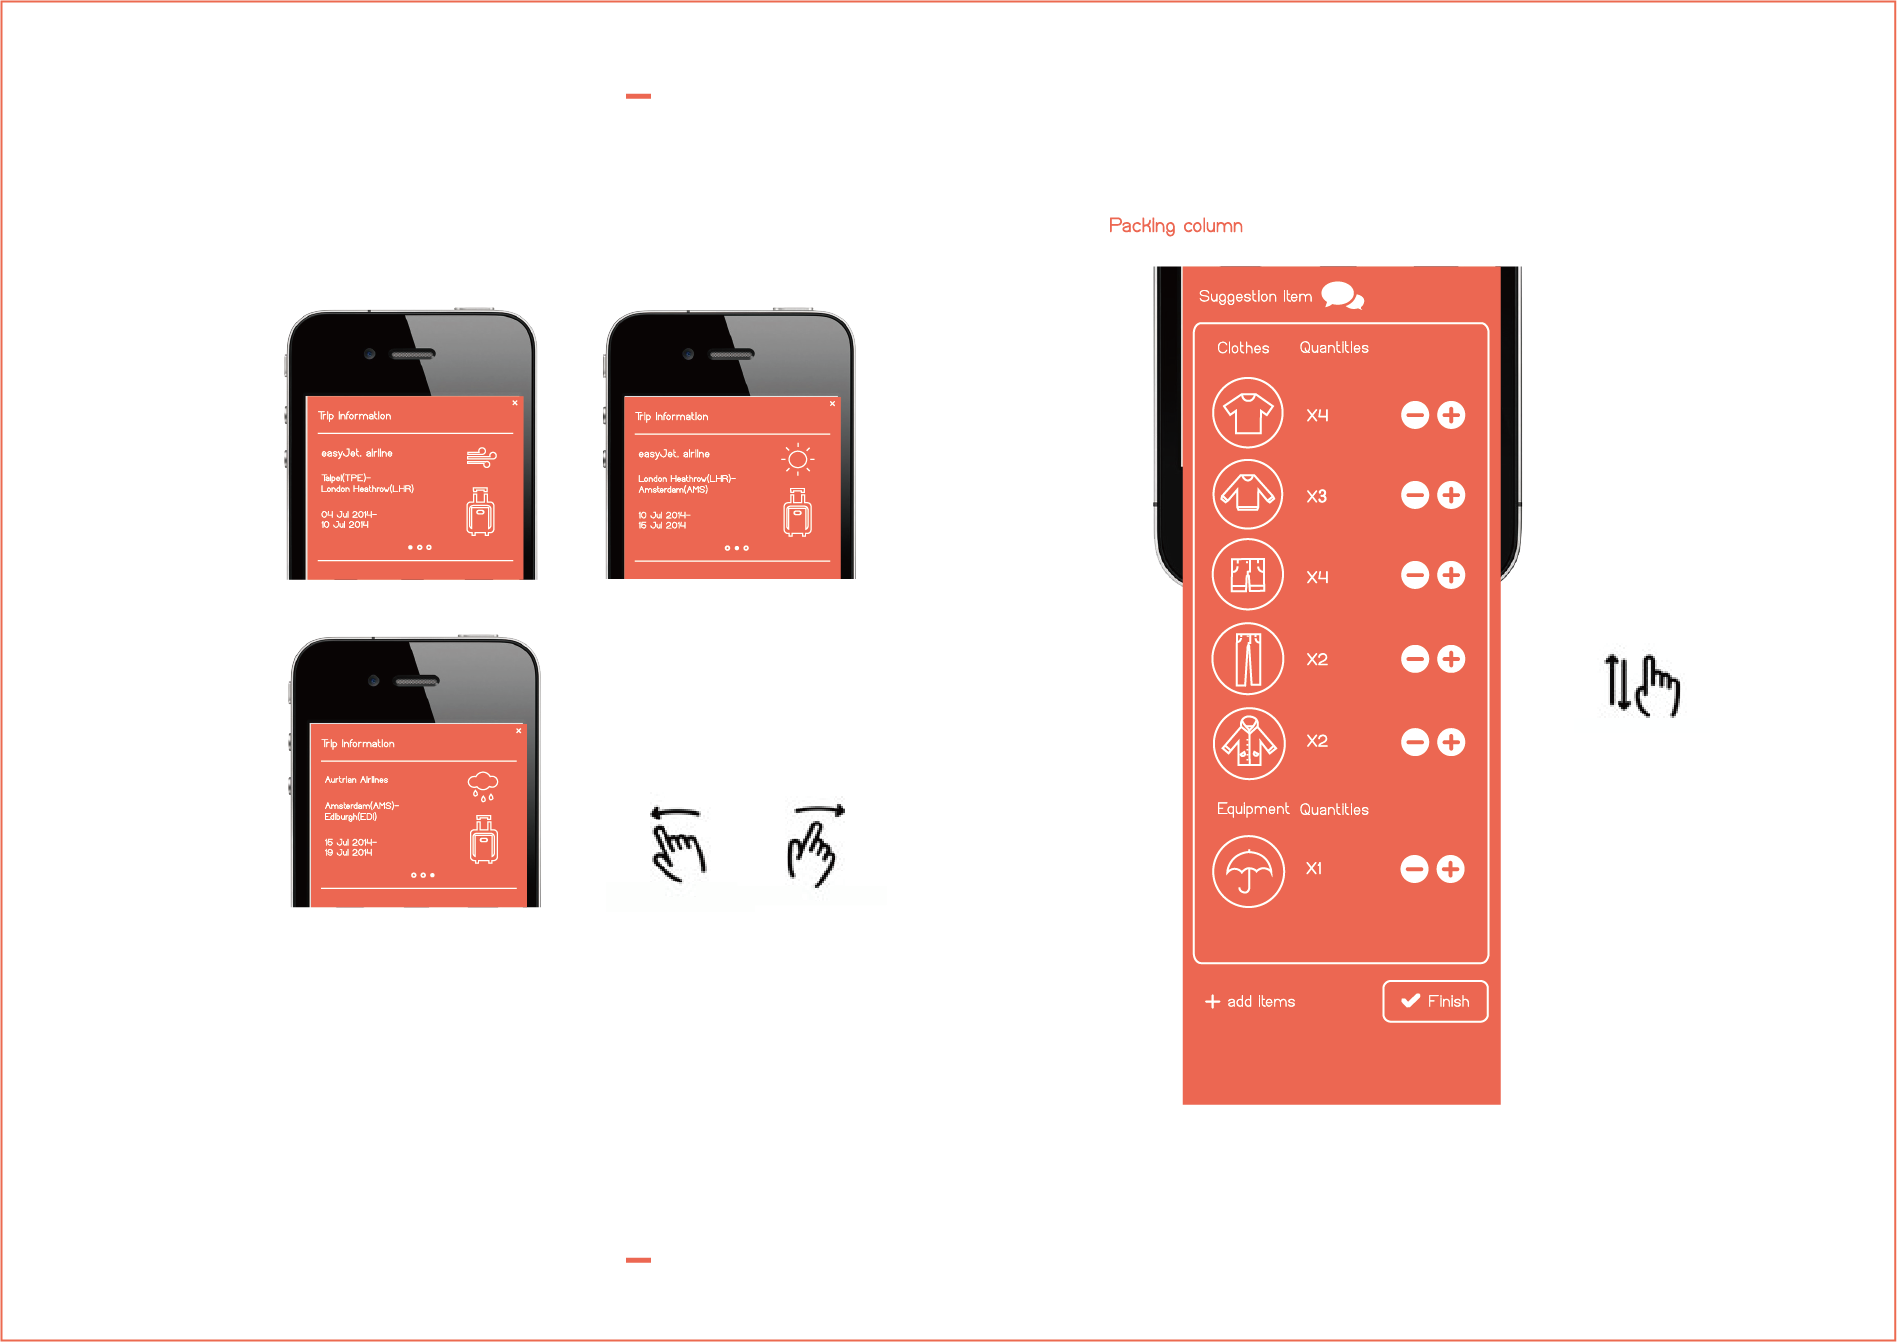 Packing column
Trip information
easyJet. airline
Taipei(TPE)-
London Heathrow(LHR)
04 Jul 2014-
10 Jul 2014
Trip information
easyJet. airline
London Heathrow(LHR)-
Amsterdam(AMS)
10 Jul 2014-
15 Jul 2014
Trip information
Aurtrian Airlines
Amsterdam(AMS)-
Ediburgh(EDI)
15 Jul 2014-
19 Jul 2014
Suggestion item
Clothes Quantities
X4
X3
X4
X2
X2
Equipment Quantities
X1
add items
Finish